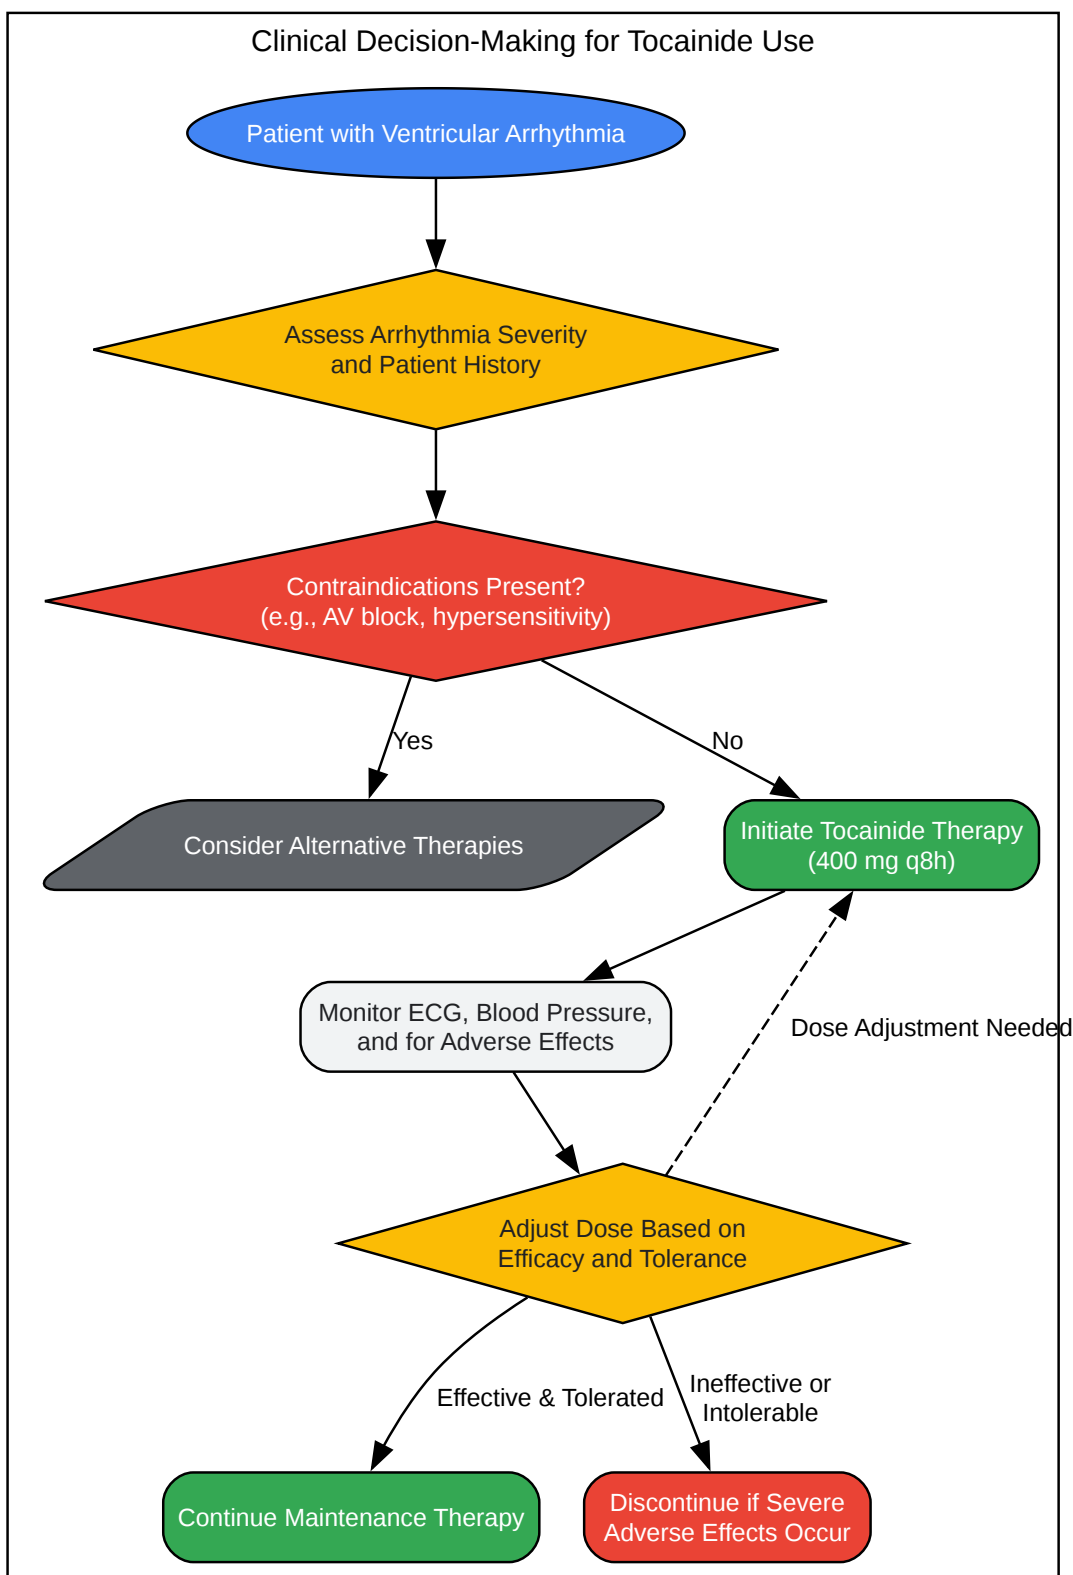 Clinical Decision-Making for Tocainide Use
Patient with Ventricular Arrhythmia
Assess Arrhythmia Severity
and Patient History
Contraindications Present?
(e.g., AV block, hypersensitivity)
Yes
No
Consider Alternative Therapies
Initiate Tocainide Therapy
(400 mg q8h)
Monitor ECG, Blood Pressure,
and for Adverse Effects
Dose Adjustment Needed
Adjust Dose Based on
Efficacy and Tolerance
Effective & Tolerated
Ineffective or
Intolerable
Continue Maintenance Therapy
Discontinue if Severe
Adverse Effects Occur